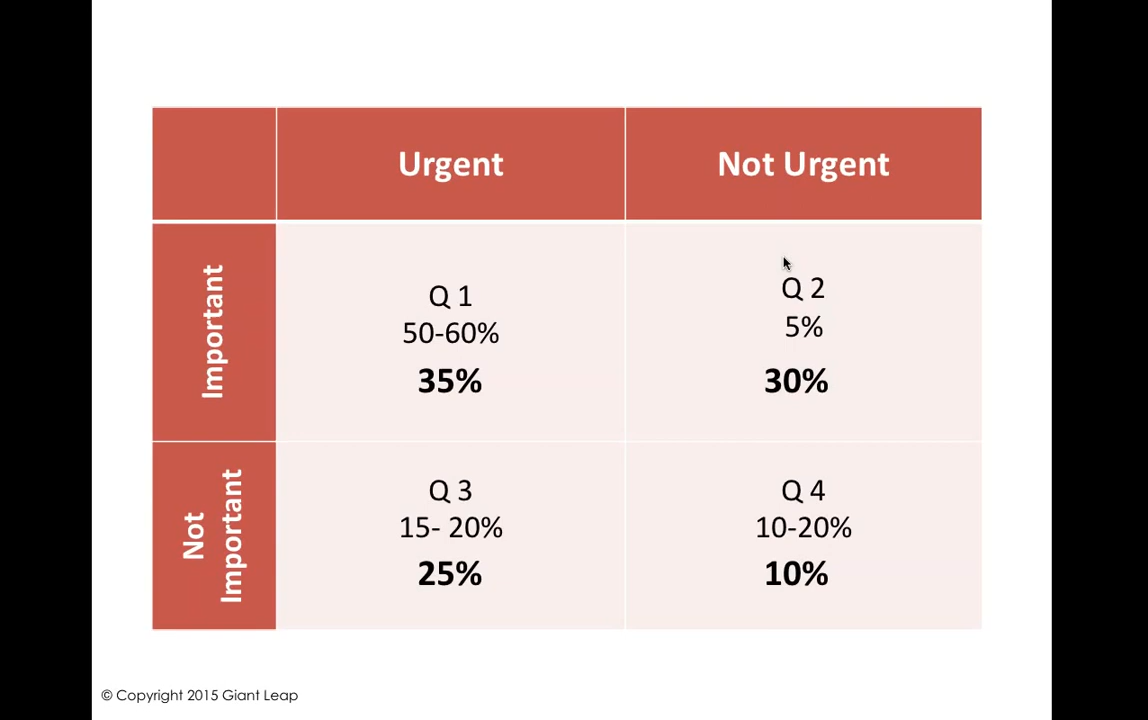 Urgent
Not Urgent
Important
Q 1
50-60%
35%
Q 2
5%
30%
Not
Important
Q 3
15- 20%
25%
Q 4
10-20%
10%
© Copyright 2015 Giant Leap